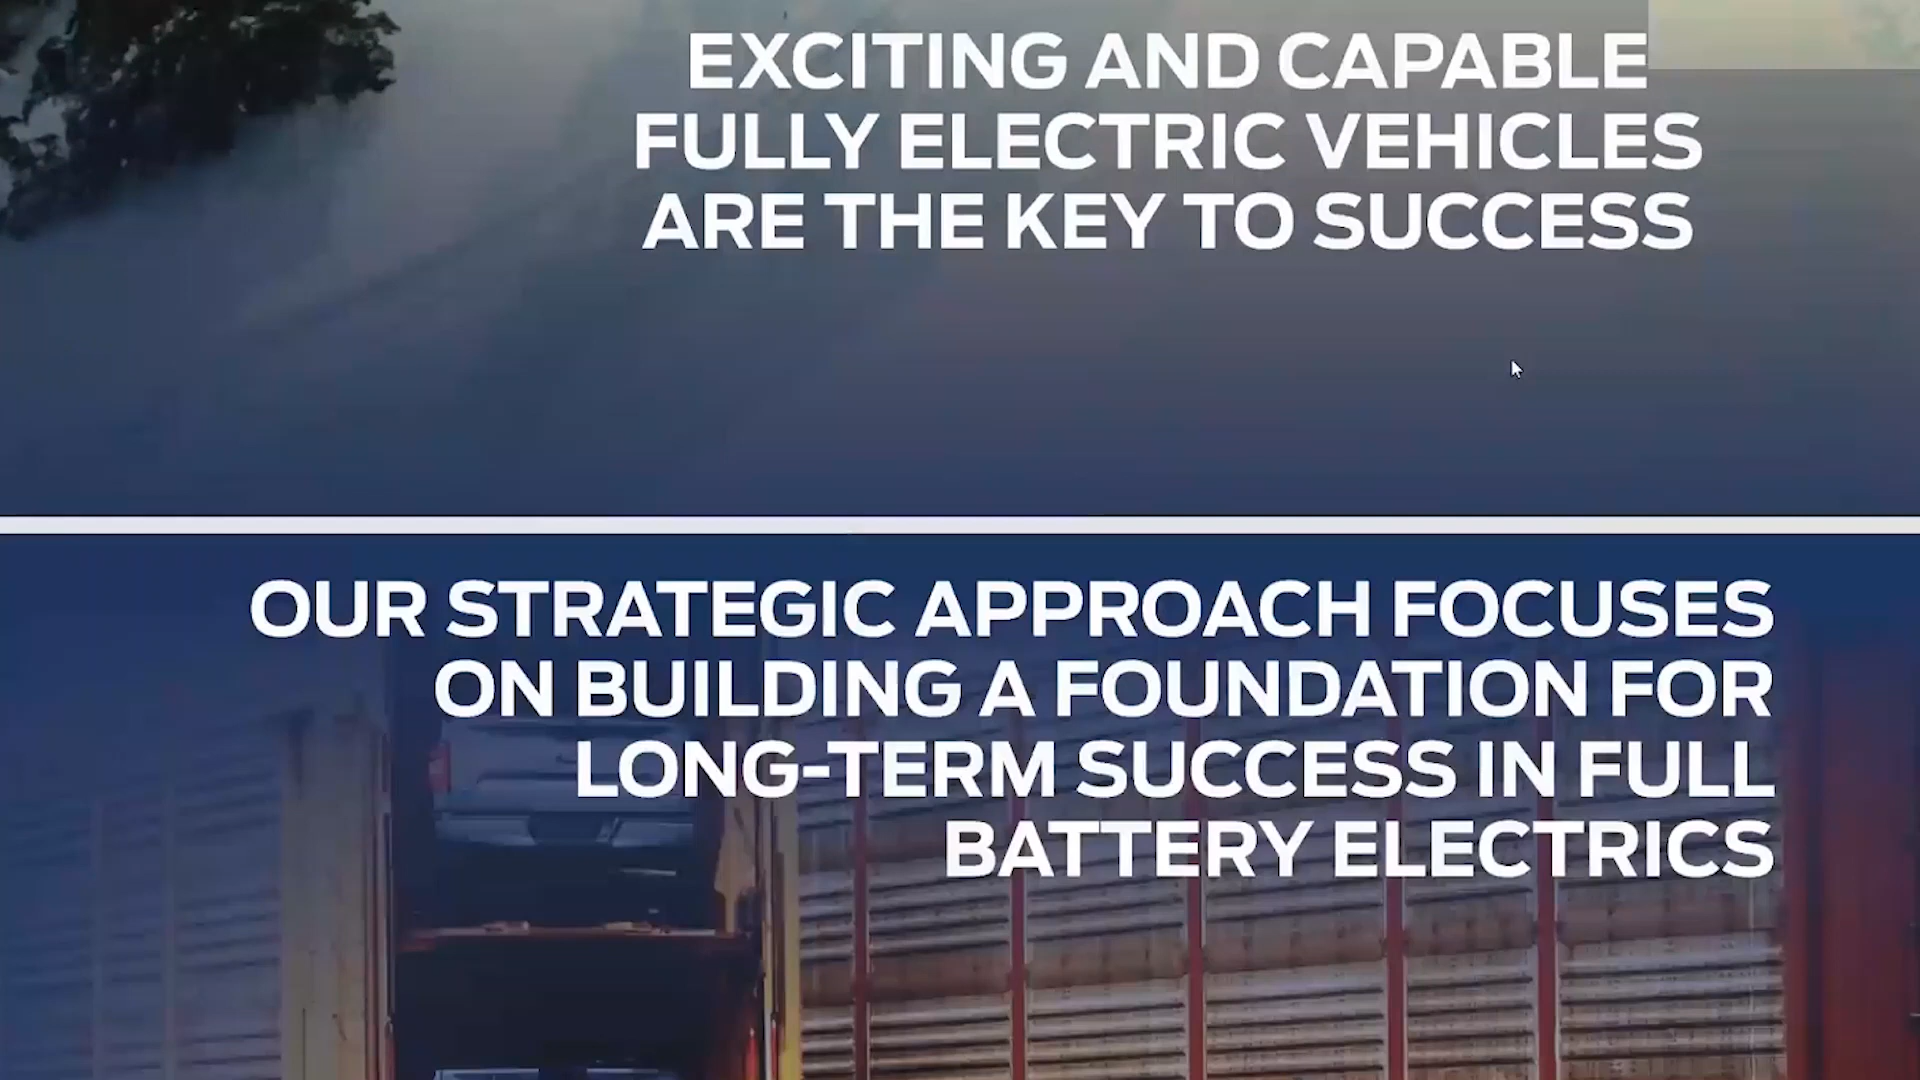 EXCITING AND CAPABLE
FULLY ELECTRIC VEHICLES
ARE THE KEY TO SUCCESS
OUR STRATEGIC APPROACH FOCUSES
ON BUILDING A FOUNDATION FOR
LONG-TERM SUCCESS IN FULL
BATTERY ELECTRICS